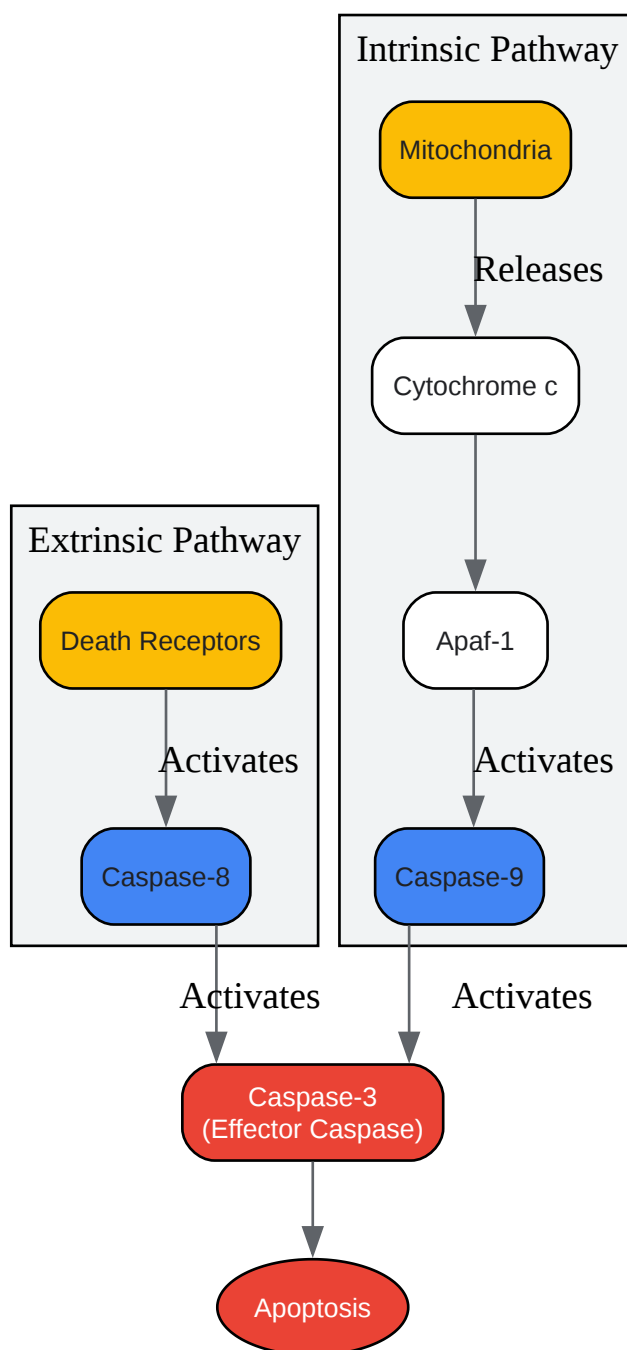 Intrinsic Pathway
Mitochondria
Releases
Cytochrome c
Extrinsic Pathway
Death Receptors
Apaf-1
Activates
Activates
Caspase-8
Caspase-9
Activates
Activates
Caspase-3
(Effector Caspase)
Apoptosis